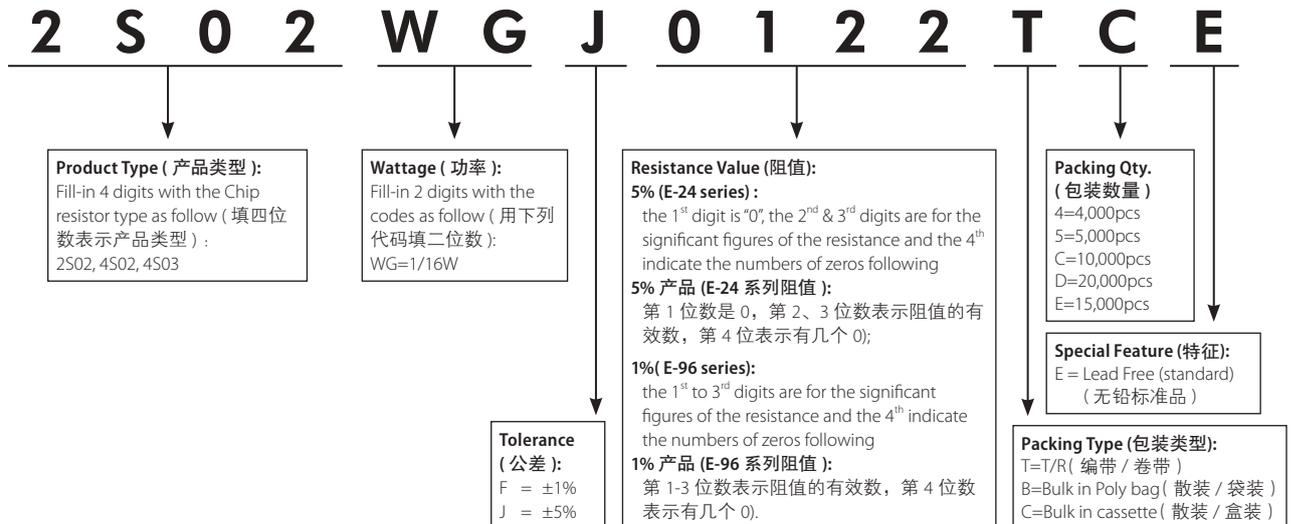 2 S 0 2 W G J 0 1 2 2 T C E
Product Type ( 产品类型 ):
Fill-in 4 digits with the Chip
resistor type as follow ( 填四位
数表示产品类型 ) :
2S02, 4S02, 4S03
Wattage ( 功率 ):
Fill-in 2 digits with the
codes as follow ( 用下列
代码填二位数 ):
WG=1/16W
Tolerance
( 公差 ):
F = ±1%
J = ±5%
Resistance Value (阻值):
5% (E-24 series) :
the 1st digit is "0", the 2nd & 3rd digits are for the
significant figures of the resistance and the 4th
indicate the numbers of zeros following
5% 产品 (E-24 系列阻值 ):
第 1 位数是 0，第 2、3 位数表示阻值的有
效数，第 4 位表示有几个 0);
1%( E-96 series):
the 1st to 3rd digits are for the significant
figures of the resistance and the 4th indicate
the numbers of zeros following
1% 产品 (E-96 系列阻值 ):
第 1-3 位数表示阻值的有效数，第 4 位数
表示有几个 0).
Packing Qty.
( 包装数量 )
4=4,000pcs
5=5,000pcs
C=10,000pcs
D=20,000pcs
E=15,000pcs
Special Feature (特征):
E = Lead Free (standard)
( 无铅标准品 )
Packing Type (包装类型):
T=T/R( 编带 / 卷带 )
B=Bulk in Poly bag( 散装 / 袋装 )
C=Bulk in cassette( 散装 / 盒装 )